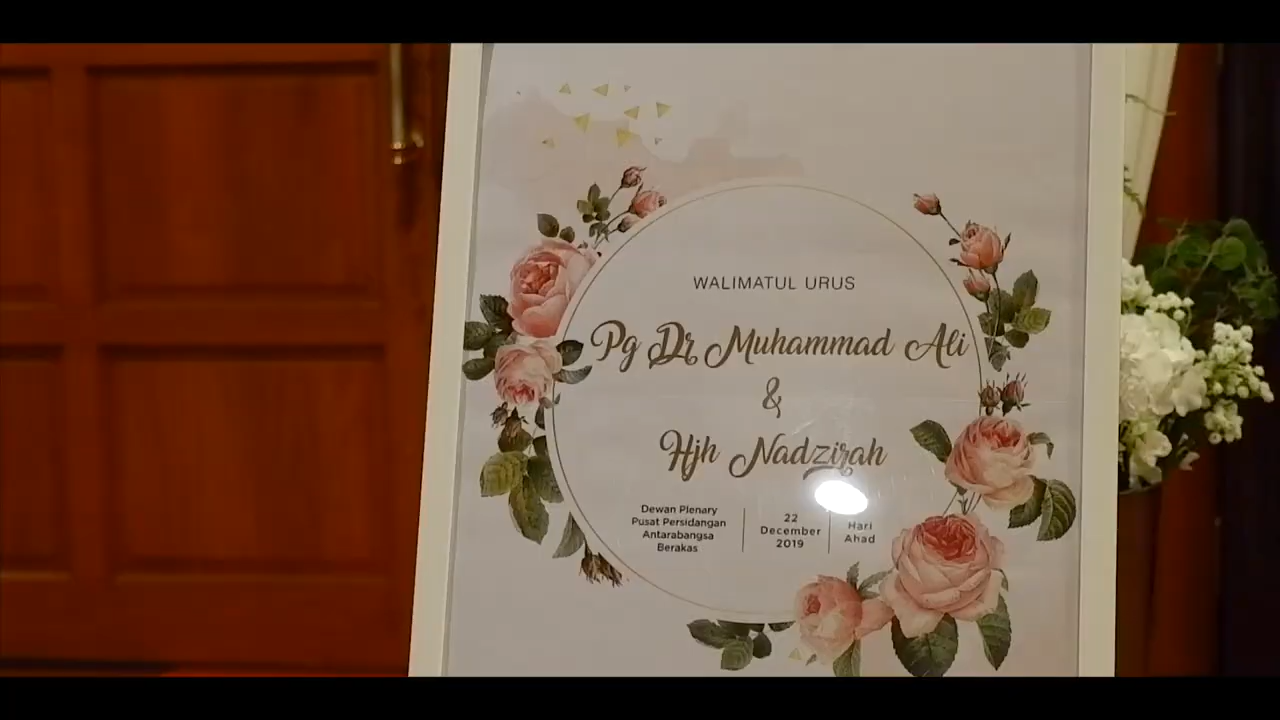 WALIMATUL URUS
Pg Dr Muhammad Ali
&
Hjh Nadzirah
Dewan Plenary
Pusat Persidangan
Antarabangsa
Berakas
22
December
2019
Hari
Ahad